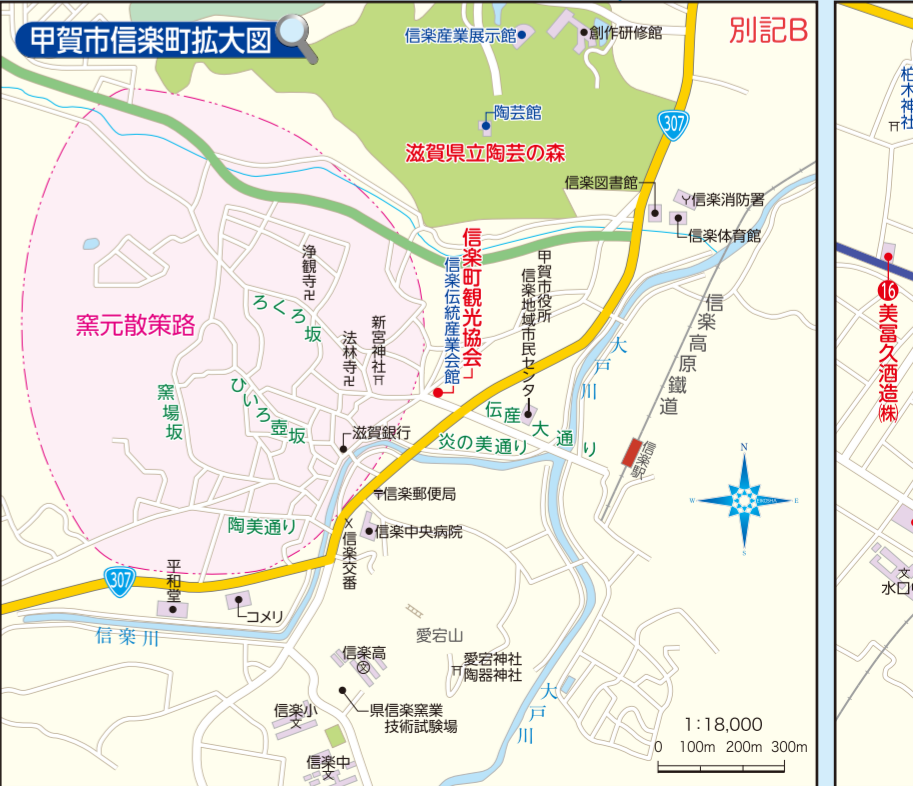 甲賀市信楽町拡大図
別記B
信楽産業展示館
創作研修館
陶芸館
滋賀県立陶芸の森
307
信楽図書館
信楽消防署
信楽体育館
信楽町観光協会
信楽伝統産業会館
甲賀市役所
信楽地域市民センター
浄観寺
ろくろ坂
新宮神社
法林寺
窯元散策路
窯場坂
ひいろ壺坂
滋賀銀行
伝産大通り
炎の美通り
大戸川
信楽高原鐵道
信楽駅
N
W
E
S
信楽郵便局
陶美通り
信楽中央病院
信楽交番
307
平和堂
コメリ
信楽川
愛宕山
信楽高
文
愛宕神社
陶器神社
県信楽窯業
技術試験場
信楽小
文
信楽中
文
大戸川
1:18,000
0 100m 200m 300m
柏木神社
16
美冨久酒造㈱
文
水口